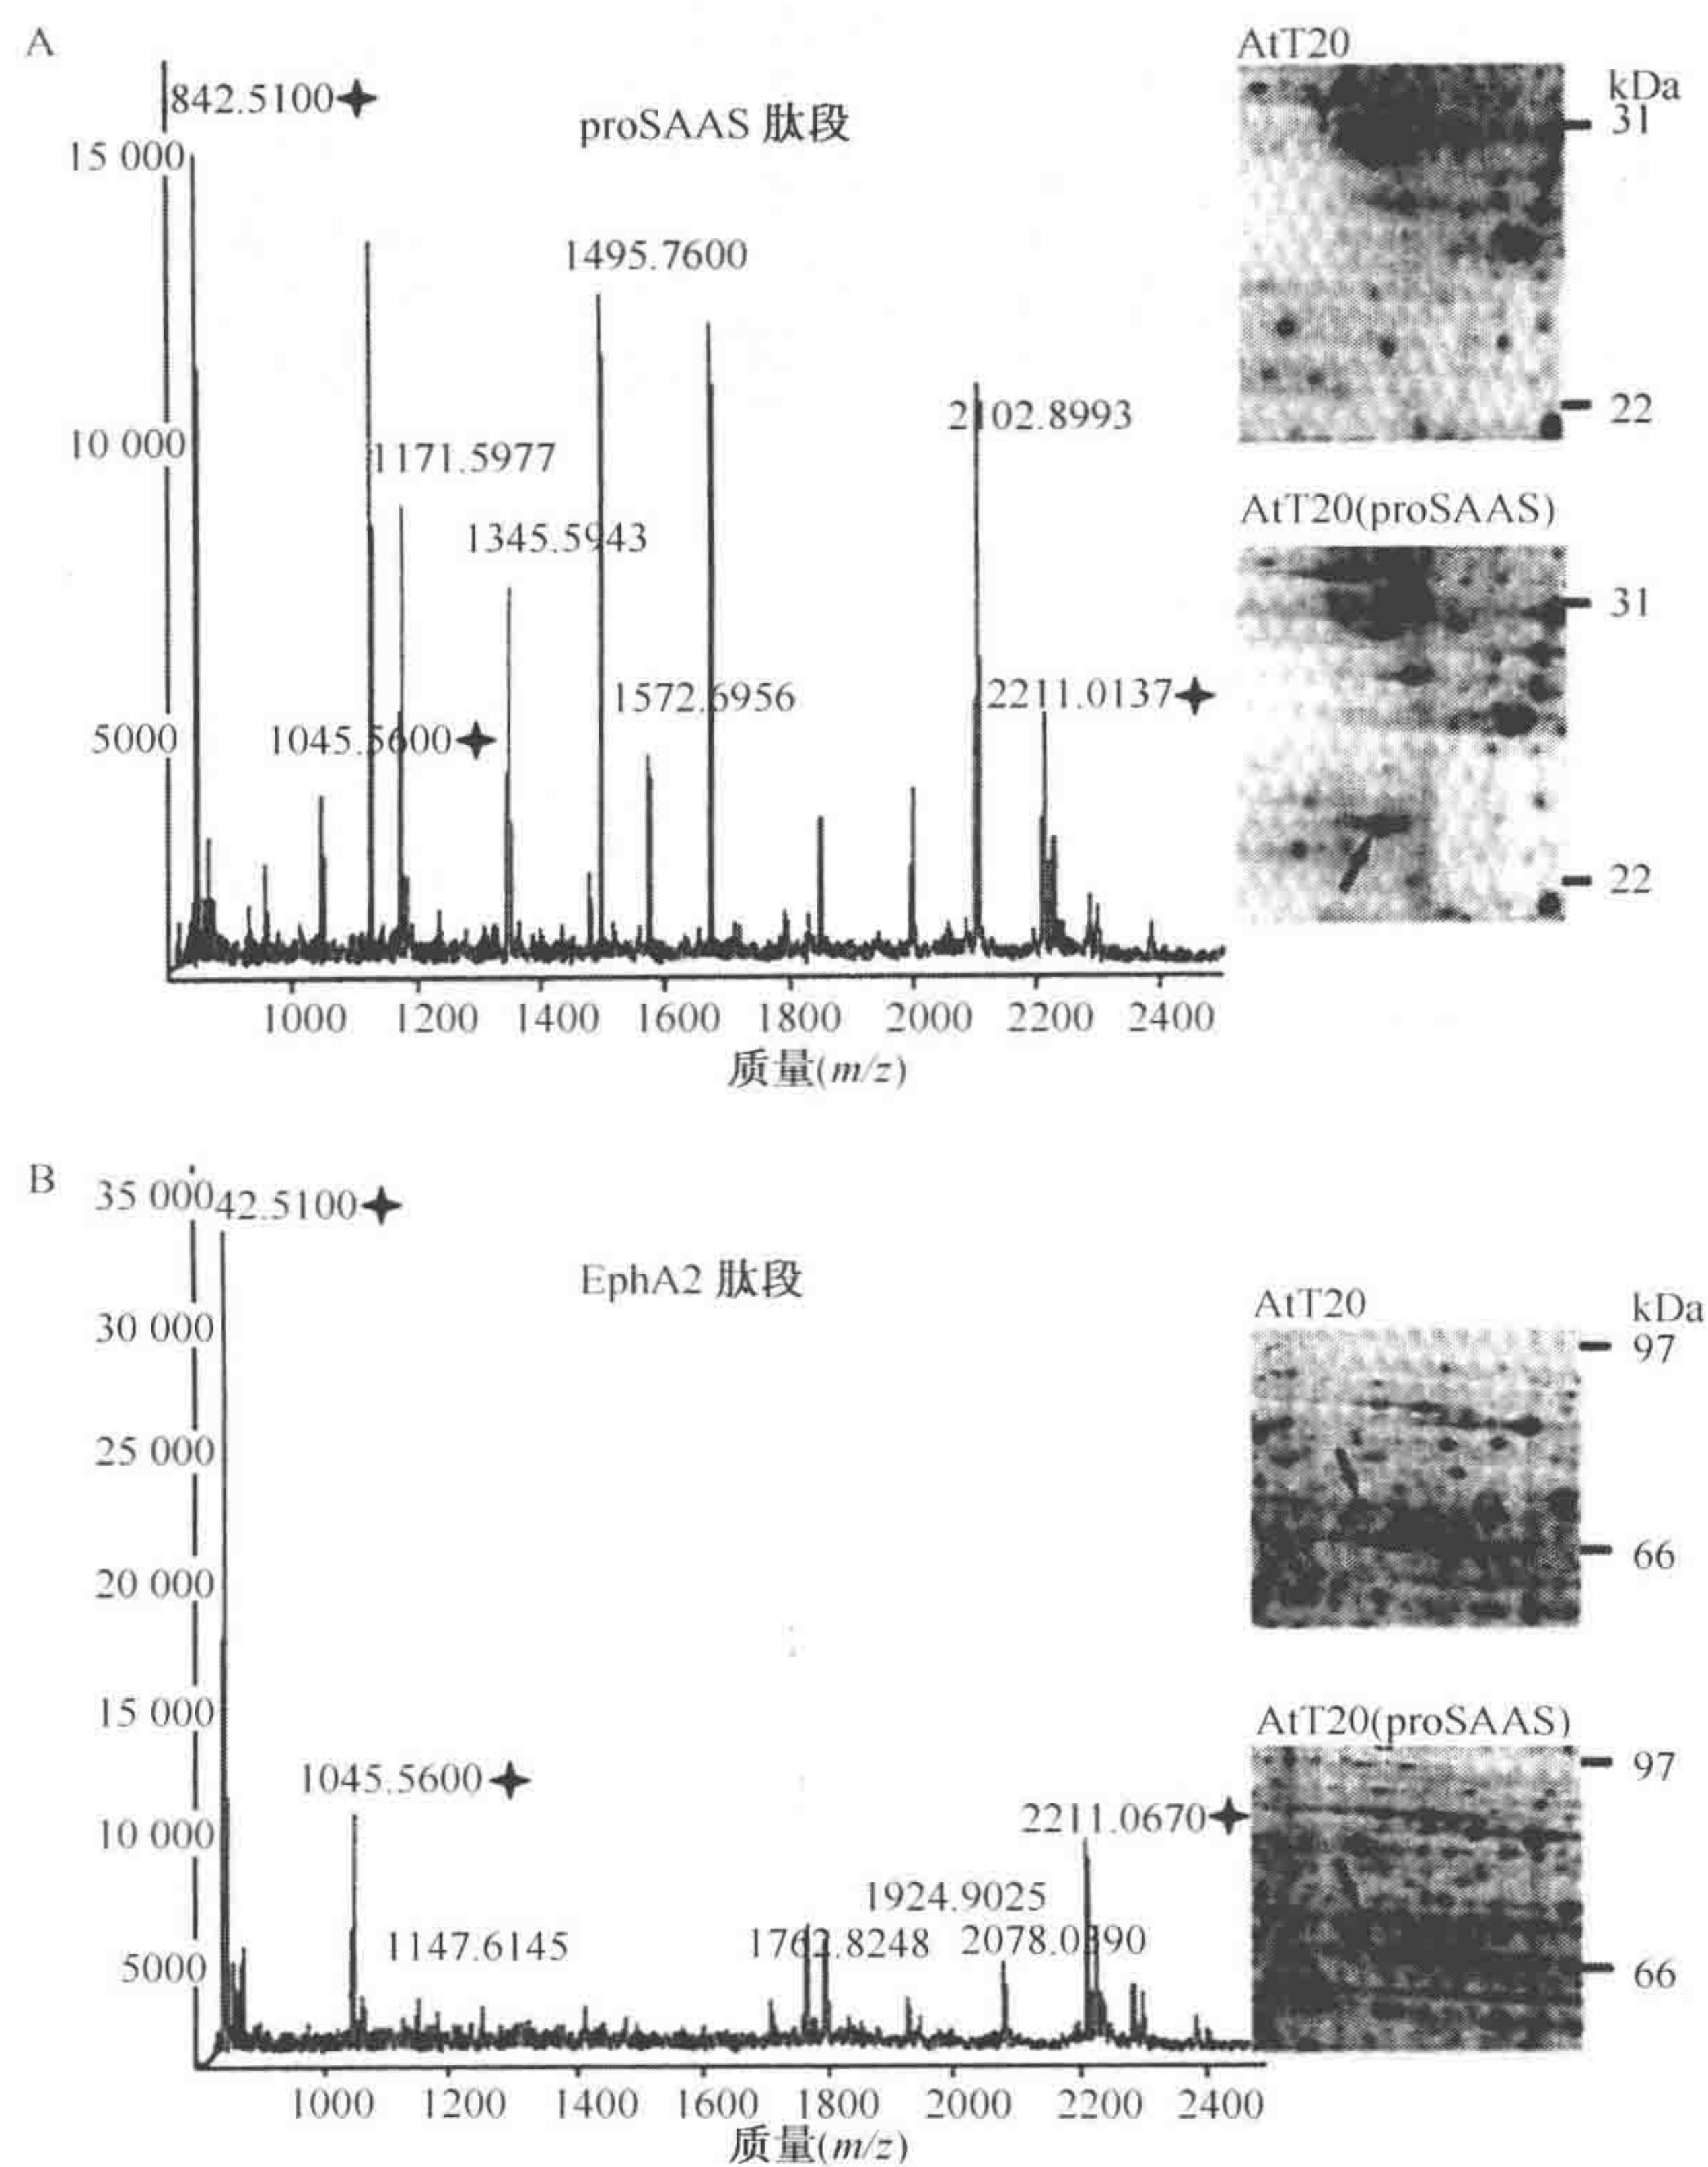 A
842.5100
proSAAS 肽段
15 000
1495.7600
10 000
1171.5977
2102.8993
1345.5943
1572.6956
2211.0137
5000
1045.5600
1000 1200 1400 1600 1800 2000 2200 2400
质量(m/z)
AtT20
kDa
31
22
AtT20(proSAAS)
31
22
B
35 000
42.5100
EphA2 肽段
30 000
25 000
20 000
15 000
1045.5600
10 000
2211.0670
1924.9025
1147.6145
1762.8248
2078.0390
5000
1000 1200 1400 1600 1800 2000 2200 2400
质量(m/z)
AtT20
kDa
97
66
AtT20(proSAAS)
97
66